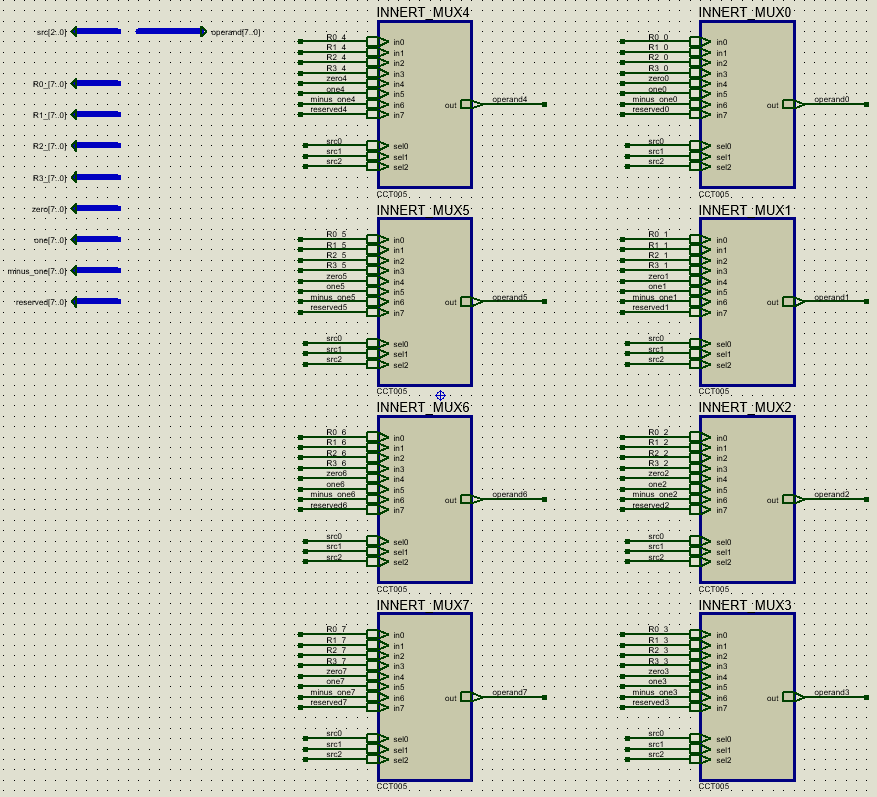 src[2..0]
operand[7..0]
R0_[7..0]
R1_[7..0]
R2_[7..0]
R3_[7..0]
zero[7..0]
one[7..0]
minus_one[7..0]
reserved[7..0]
INNERT_MUX4
R0_4 in0
R1_4 in1
R2_4 in2
R3_4 in3
zero4 in4
one4 in5
minus_one4 in6
reserved4 in7
out operand4
src0 sel0
src1 sel1
src2 sel2
CCT005
INNERT_MUX0
R0_0 in0
R1_0 in1
R2_0 in2
R3_0 in3
zero0 in4
one0 in5
minus_one0 in6
reserved0 in7
out operand0
src0 sel0
src1 sel1
src2 sel2
CCT005
INNERT_MUX5
R0_5 in0
R1_5 in1
R2_5 in2
R3_5 in3
zero5 in4
one5 in5
minus_one5 in6
reserved5 in7
out operand5
src0 sel0
src1 sel1
src2 sel2
CCT005
INNERT_MUX1
R0_1 in0
R1_1 in1
R2_1 in2
R3_1 in3
zero1 in4
one1 in5
minus_one1 in6
reserved1 in7
out operand1
src0 sel0
src1 sel1
src2 sel2
CCT005
INNERT_MUX6
R0_6 in0
R1_6 in1
R2_6 in2
R3_6 in3
zero6 in4
one6 in5
minus_one6 in6
reserved6 in7
out operand6
src0 sel0
src1 sel1
src2 sel2
CCT005
INNERT_MUX2
R0_2 in0
R1_2 in1
R2_2 in2
R3_2 in3
zero2 in4
one2 in5
minus_one2 in6
reserved2 in7
out operand2
src0 sel0
src1 sel1
src2 sel2
CCT005
INNERT_MUX7
R0_7 in0
R1_7 in1
R2_7 in2
R3_7 in3
zero7 in4
one7 in5
minus_one7 in6
reserved7 in7
out operand7
src0 sel0
src1 sel1
src2 sel2
CCT005
INNERT_MUX3
R0_3 in0
R1_3 in1
R2_3 in2
R3_3 in3
zero3 in4
one3 in5
minus_one3 in6
reserved3 in7
out operand3
src0 sel0
src1 sel1
src2 sel2
CCT005